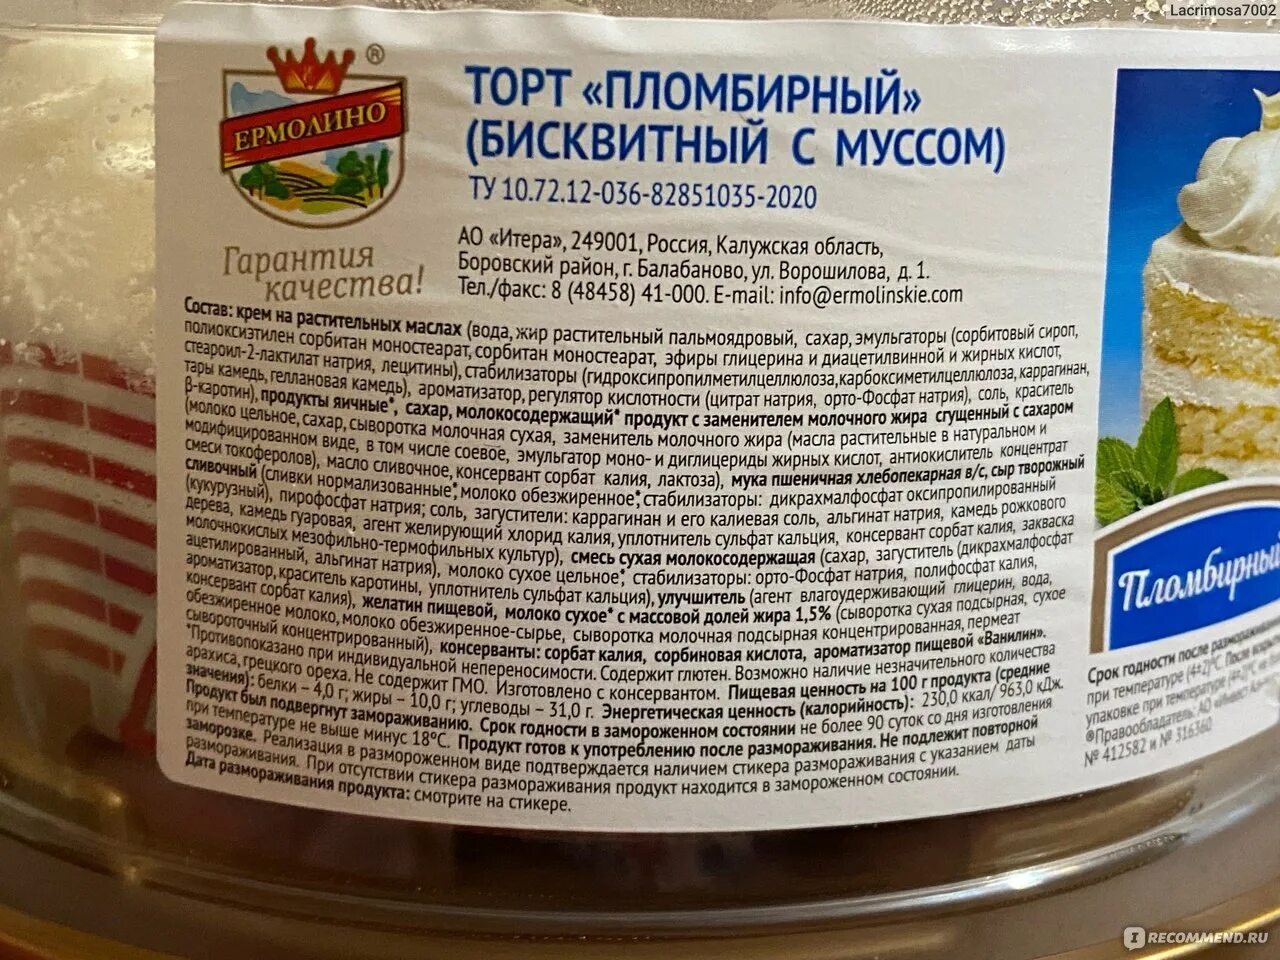 Lacrimosa7002
ЕРМОЛИНО
®
Гарантия
качества!
ТОРТ «ПЛОМБИРНЫЙ»
(БИСКВИТНЫЙ С МУССОМ)
ТУ 10.72.12-036-82851035-2020
АО «Итера», 249001, Россия, Калужская область,
Боровский район, г. Балабаново, ул. Ворошилова, д. 1.
Тел./факс: 8 (48458) 41-000. E-mail: info@ermolinskie.com
Состав: крем на растительных маслах (вода, жир растительный пальмоядровый, сахар, эмульгаторы (сорбитовый сироп,
полиоксиэтилен сорбитан моностеарат, сорбитан моностеарат, эфиры глицерина и диацетилвинной и жирных кислот,
стеароил-2-лактилат натрия, лецитины), стабилизаторы (гидроксипропилметилцеллюлоза, карбоксиметилцеллюлоза, каррагинан,
тары камедь, геллановая камедь), ароматизатор, регулятор кислотности (цитрат натрия, орто-Фосфат натрия), соль, краситель
β-каротин), продукты яичные*, сахар, молокосодержащий* продукт с заменителем молочного жира сгущенный с сахаром
(молоко цельное, сахар, сыворотка молочная сухая, заменитель молочного жира (масла растительные в натуральном и
модифицированном виде, в том числе соевое, эмульгатор моно- и диглицериды жирных кислот, антиокислитель концентрат
смеси токоферолов), масло сливочное, консервант сорбат калия, лактоза), мука пшеничная хлебопекарная в/с, сыр творожный
сливочный (сливки нормализованные*, молоко обезжиренное*, стабилизаторы: дикрахмалфосфат оксипропилированный
(кукурузный), пирофосфат натрия; соль, загустители: каррагинан и его калиевая соль, альгинат натрия, камедь рожкового
дерева, камедь гуаровая, агент желирующий хлорид калия, уплотнитель сульфат кальция, консервант сорбат калия, закваска
молочнокислых мезофильно-термофильных культур), смесь сухая молокосодержащая (сахар, загуститель (дикрахмалфосфат
ацетилированный, альгинат натрия), молоко сухое цельное*, стабилизаторы: орто-Фосфат натрия, полифосфат калия,
ароматизатор, краситель каротины, уплотнитель сульфат кальция), улучшитель (агент влагоудерживающий глицерин, вода,
консервант сорбат калия), желатин пищевой, молоко сухое* с массовой долей жира 1,5% (сыворотка сухая подсырная, сухое
обезжиренное молоко, молоко обезжиренное-сырье, сыворотка молочная подсырная концентрированная, пермеат
сывороточный концентрированный), консерванты: сорбат калия, сорбиновая кислота, ароматизатор пищевой «Ванилин».
*Противопоказано при индивидуальной непереносимости. Содержит глютен. Возможно наличие незначительного количества
арахиса, грецкого ореха. Не содержит ГМО. Изготовлено с консервантом. Пищевая ценность на 100 г продукта (средние
значения): белки – 4,0 г; жиры – 10,0 г; углеводы – 31,0 г. Энергетическая ценность (калорийность): 230,0 ккал/ 963,0 кДж.
Продукт был подвергнут замораживанию. Срок годности в замороженном состоянии не более 90 суток со дня изготовления
при температуре не выше минус 18°С. Продукт готов к употреблению после размораживания. Не подлежит повторной
заморозке. Реализация в размороженном виде подтверждается наличием стикера размораживания с указанием даты
размораживания. При отсутствии стикера размораживания продукт находится в замороженном состоянии.
Дата размораживания продукта: смотрите на стикере.
Пломбирный
Срок годности после размораживания
при температуре (4±2)°С. После
упаковке при температуре (4±2)°С
®Правообладатель: АО
№ 412582 и № 316360
IRECOMMEND.RU